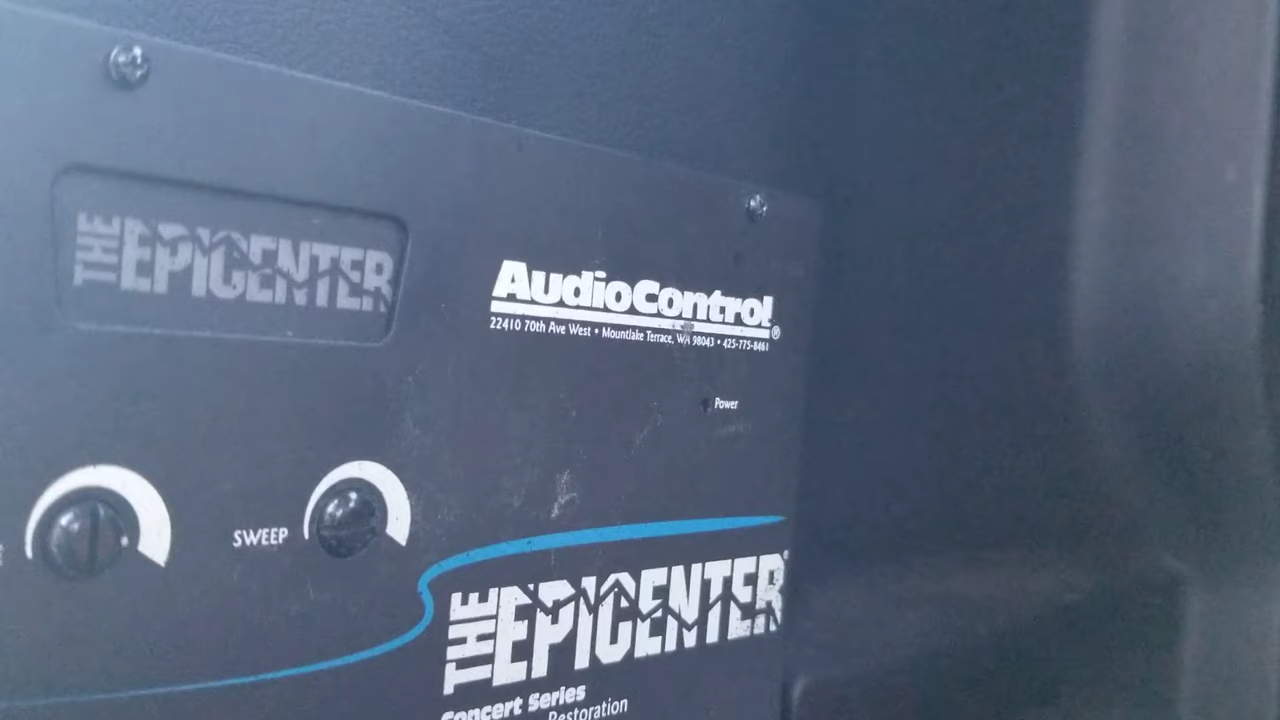 THE EPICENTER
AudioControl®
22410 70th Ave West • Mountlake Terrace, WA 98043 • 425-775-8461
Power
SWEEP
THE EPICENTER®
Concert Series
Restoration